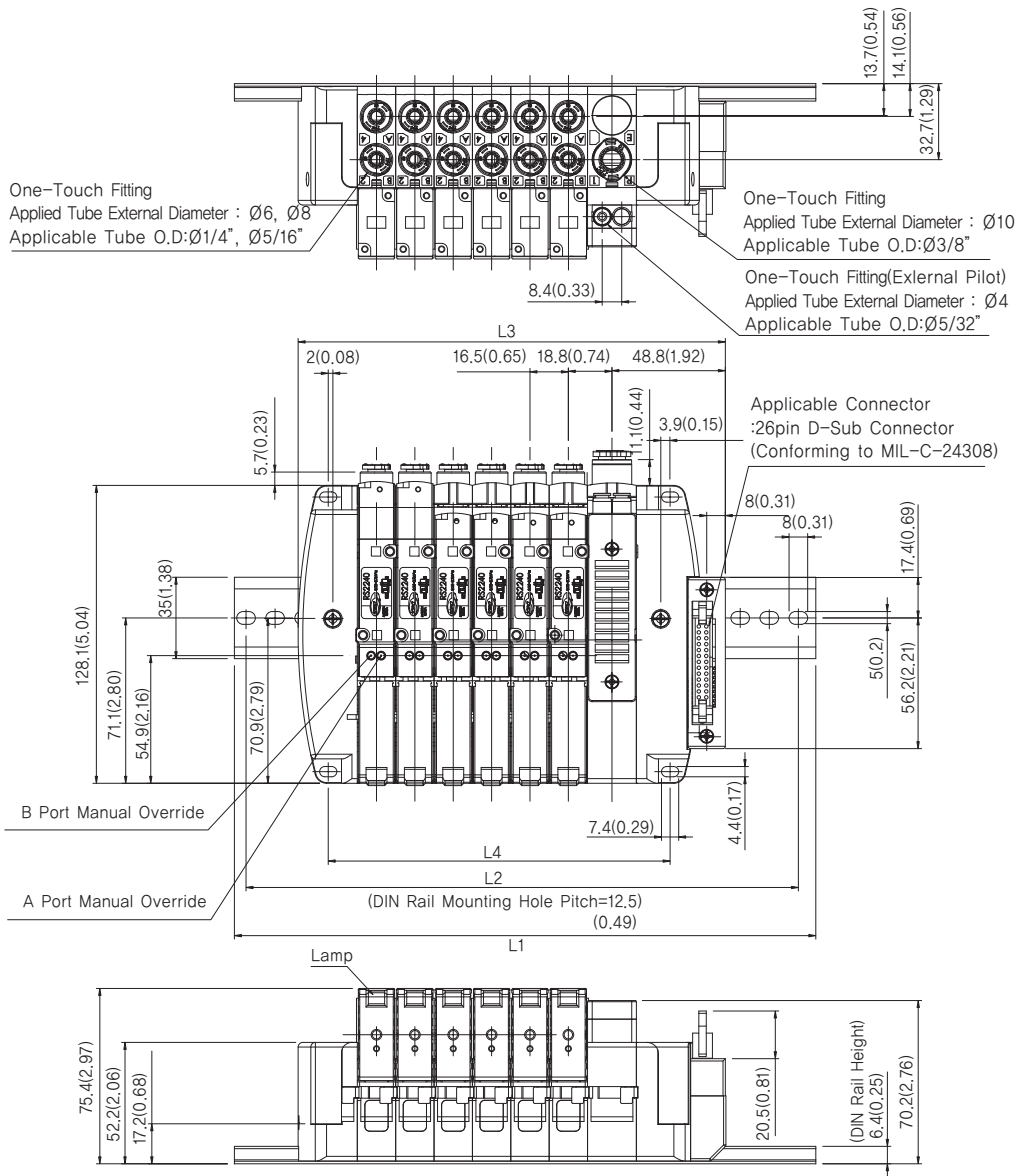 13.7(0.54)
14.1(0.56)
32.7(1.29)
One-Touch Fitting
Applied Tube External Diameter : Ø6, Ø8
Applicable Tube O.D:Ø1/4", Ø5/16"
One-Touch Fitting
Applied Tube External Diameter : Ø10
Applicable Tube O.D:Ø3/8"
One-Touch Fitting(Exlernal Pilot)
Applied Tube External Diameter : Ø4
Applicable Tube O.D:Ø5/32"
8.4(0.33)
L3
2(0.08)
16.5(0.65)
18.8(0.74)
48.8(1.92)
5.7(0.23)
11.1(0.44)
3.9(0.15)
Applicable Connector
:26pin D-Sub Connector
(Conforming to MIL-C-24308)
8(0.31)
8(0.31)
17.4(0.69)
35(1.38)
128.1(5.04)
71.1(2.80)
54.9(2.16)
70.9(2.79)
RS2240
RS2240
RS2240
RS2240
RS2240
RS2240
5(0.2)
56.2(2.21)
B Port Manual Override
7.4(0.29)
4.4(0.17)
L4
L2
A Port Manual Override
(DIN Rail Mounting Hole Pitch=12.5)
(0.49)
L1
Lamp
75.4(2.97)
52.2(2.06)
17.2(0.68)
20.5(0.81)
(DIN Rail Height)
6.4(0.25)
70.2(2.76)